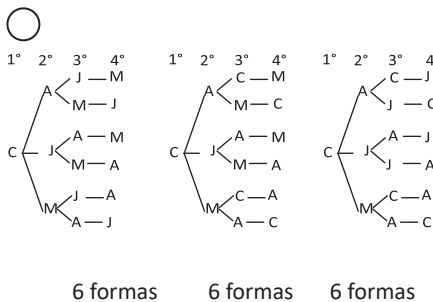 1° 2° 3° 4° 1° 2° 3° 4° 1° 2° 3° 4
J — M C — M C — J
A A A
M — J M — C J — C
A — M A — M A — J
C J C J C J
M — A M — A J — A
J — A C — A C — A
M M M
A — J A — C A — C
6 formas 6 formas 6 formas